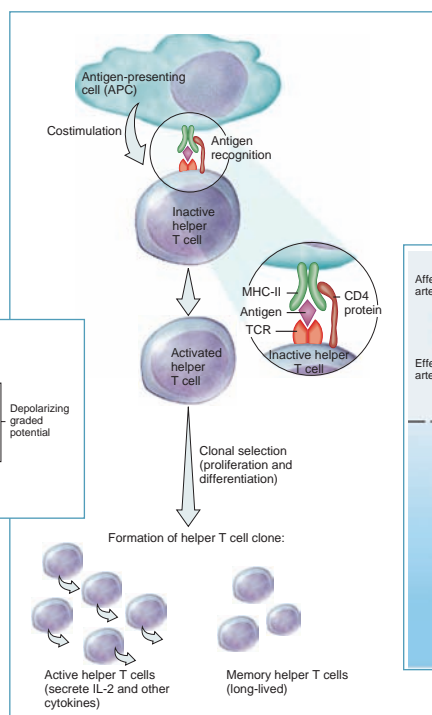 Antigen-presenting
cell (APC)
Costimulation
Antigen
recognition
Inactive
helper
T cell
MHC-II
Antigen
TCR
CD4
protein
Inactive helper
T cell
Activated
helper
T cell
Clonal selection
(proliferation and
differentiation)
Formation of helper T cell clone:
Active helper T cells
(secrete IL-2 and other
cytokines)
Memory helper T cells
(long-lived)
Depolarizing
graded
potential